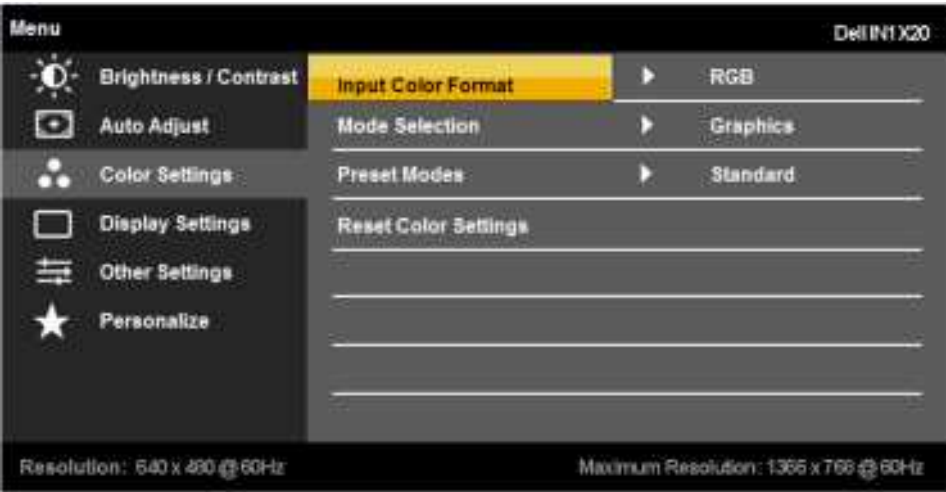 Menu
Dell IN1X20
Brightness / Contrast
Auto Adjust
Color Settings
Display Settings
Other Settings
Personalize
Input Color Format
RGB
Mode Selection
Graphics
Preset Modes
Standard
Reset Color Settings
Resolution: 640 x 480 @ 60Hz
Maximum Resolution: 1366 x 768 @ 60Hz